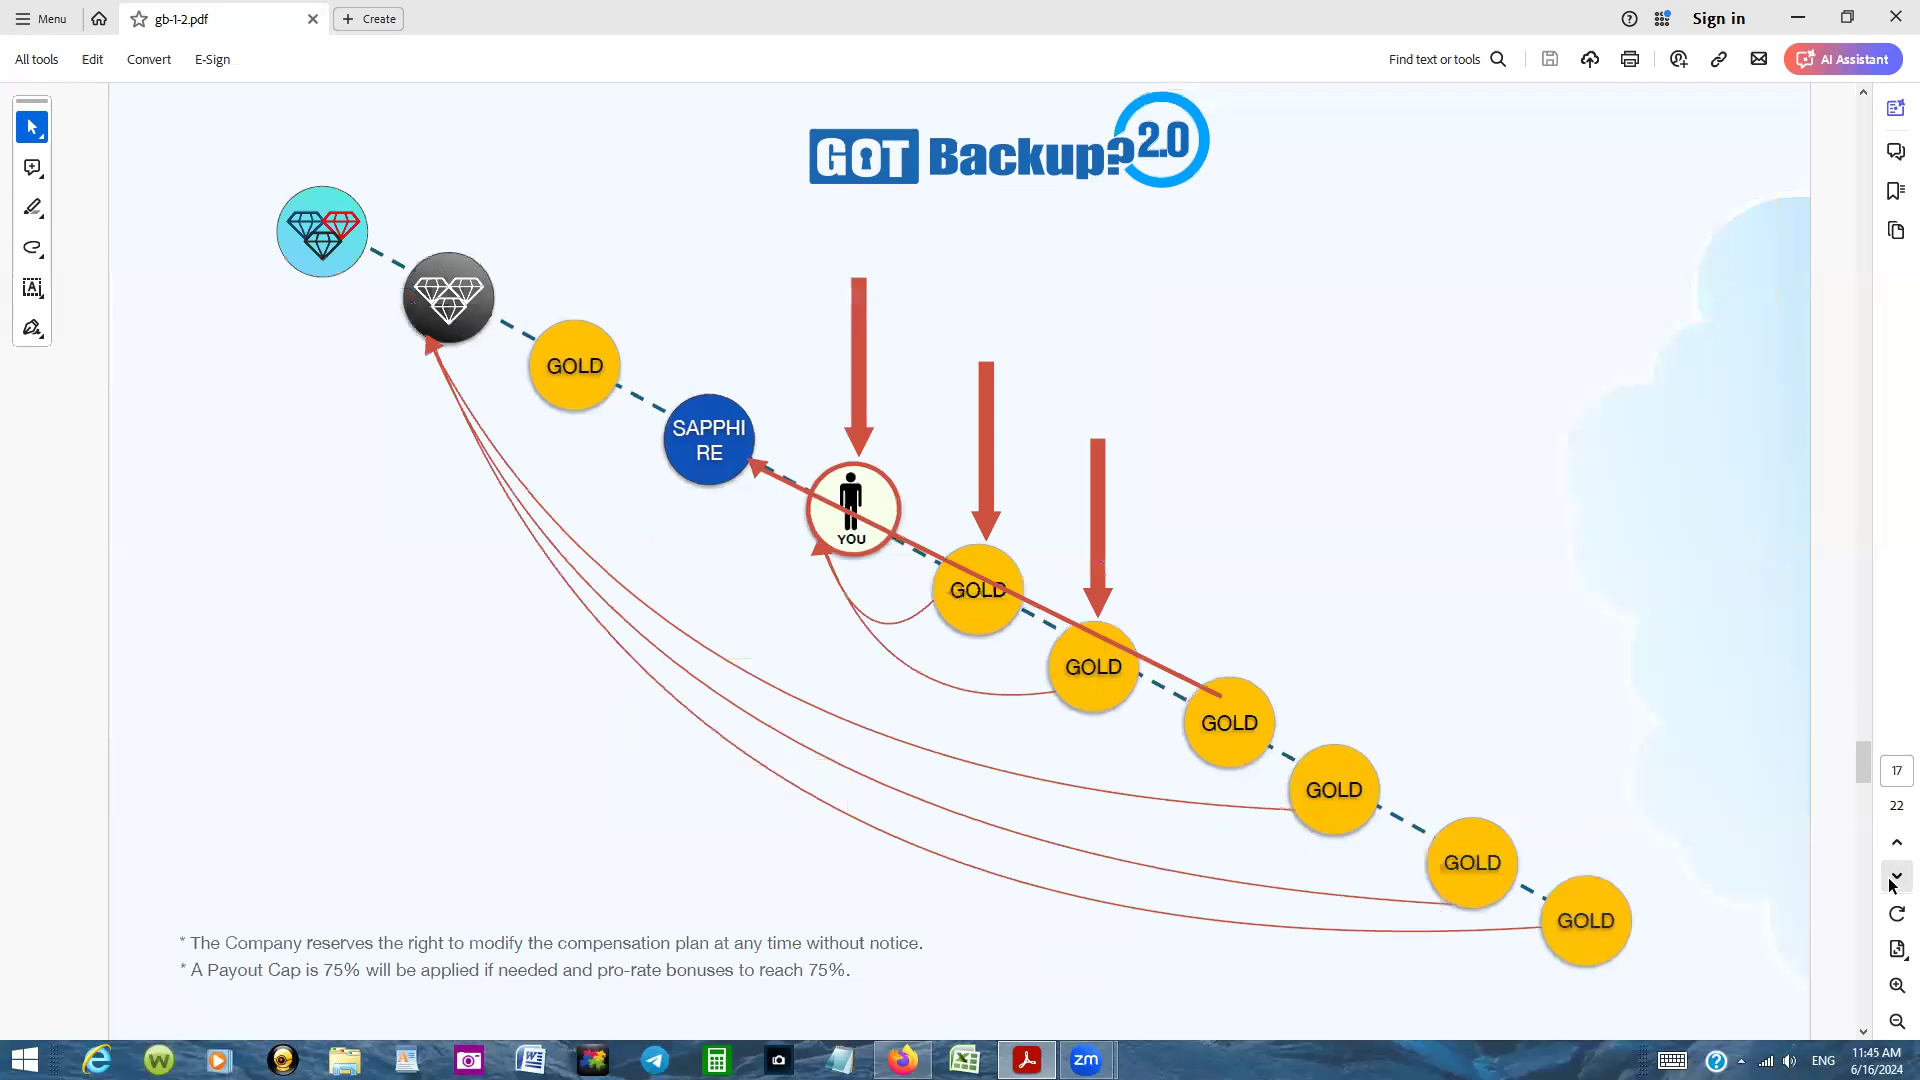 Menu
gb-1-2.pdf
Create
Sign in
All tools
Edit
Convert
E-Sign
Find text or tools
AI Assistant
GOT Backup? 2.0
GOLD
SAPPHI
RE
YOU
GOLD
GOLD
GOLD
GOLD
GOLD
GOLD
17
22
* The Company reserves the right to modify the compensation plan at any time without notice.
* A Payout Cap is 75% will be applied if needed and pro-rate bonuses to reach 75%.
zm
ENG
11:45 AM
6/16/2024